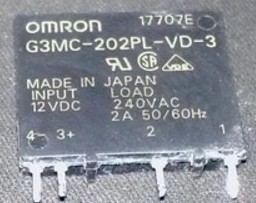 OMRON 17707E
G3MC-202PL-VD-3
MADE IN JAPAN
INPUT LOAD
12VDC 240VAC
2A 50/60Hz
4- 3+ 2 1